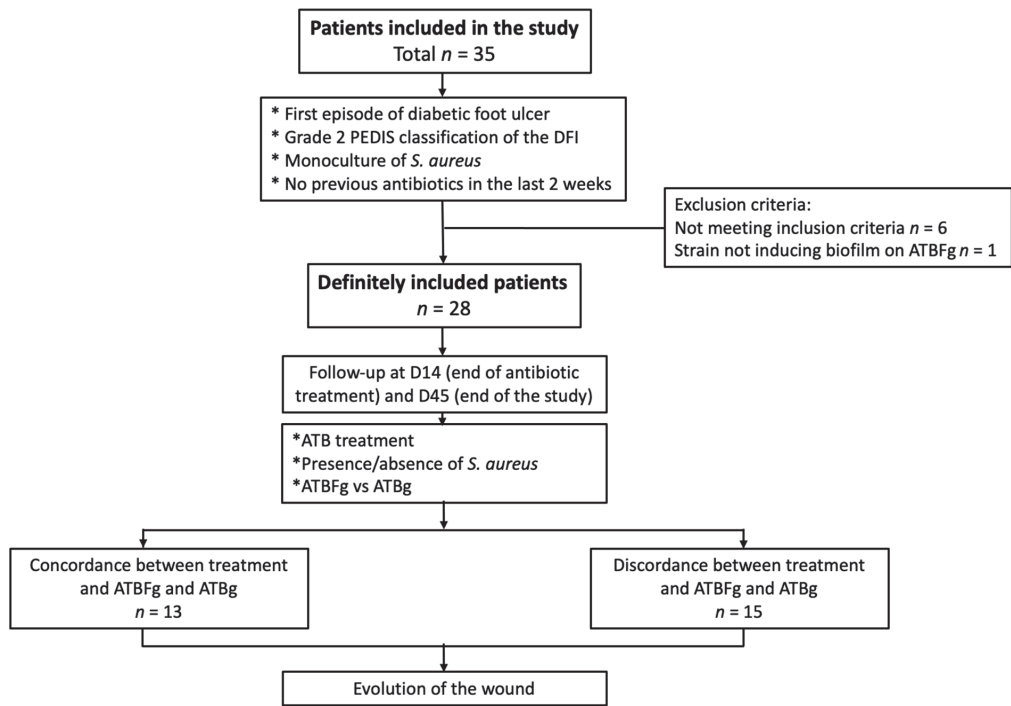 Patients included in the study
Total n = 35
* First episode of diabetic foot ulcer
* Grade 2 PEDIS classification of the DFI
* Monoculture of S. aureus
* No previous antibiotics in the last 2 weeks
Exclusion criteria:
Not meeting inclusion criteria n = 6
Strain not inducing biofilm on ATBFg n = 1
Definitely included patients
n = 28
Follow-up at D14 (end of antibiotic
treatment) and D45 (end of the study)
*ATB treatment
*Presence/absence of S. aureus
*ATBFg vs ATBg
Concordance between treatment
and ATBFg and ATBg
n = 13
Discordance between treatment
and ATBFg and ATBg
n = 15
Evolution of the wound